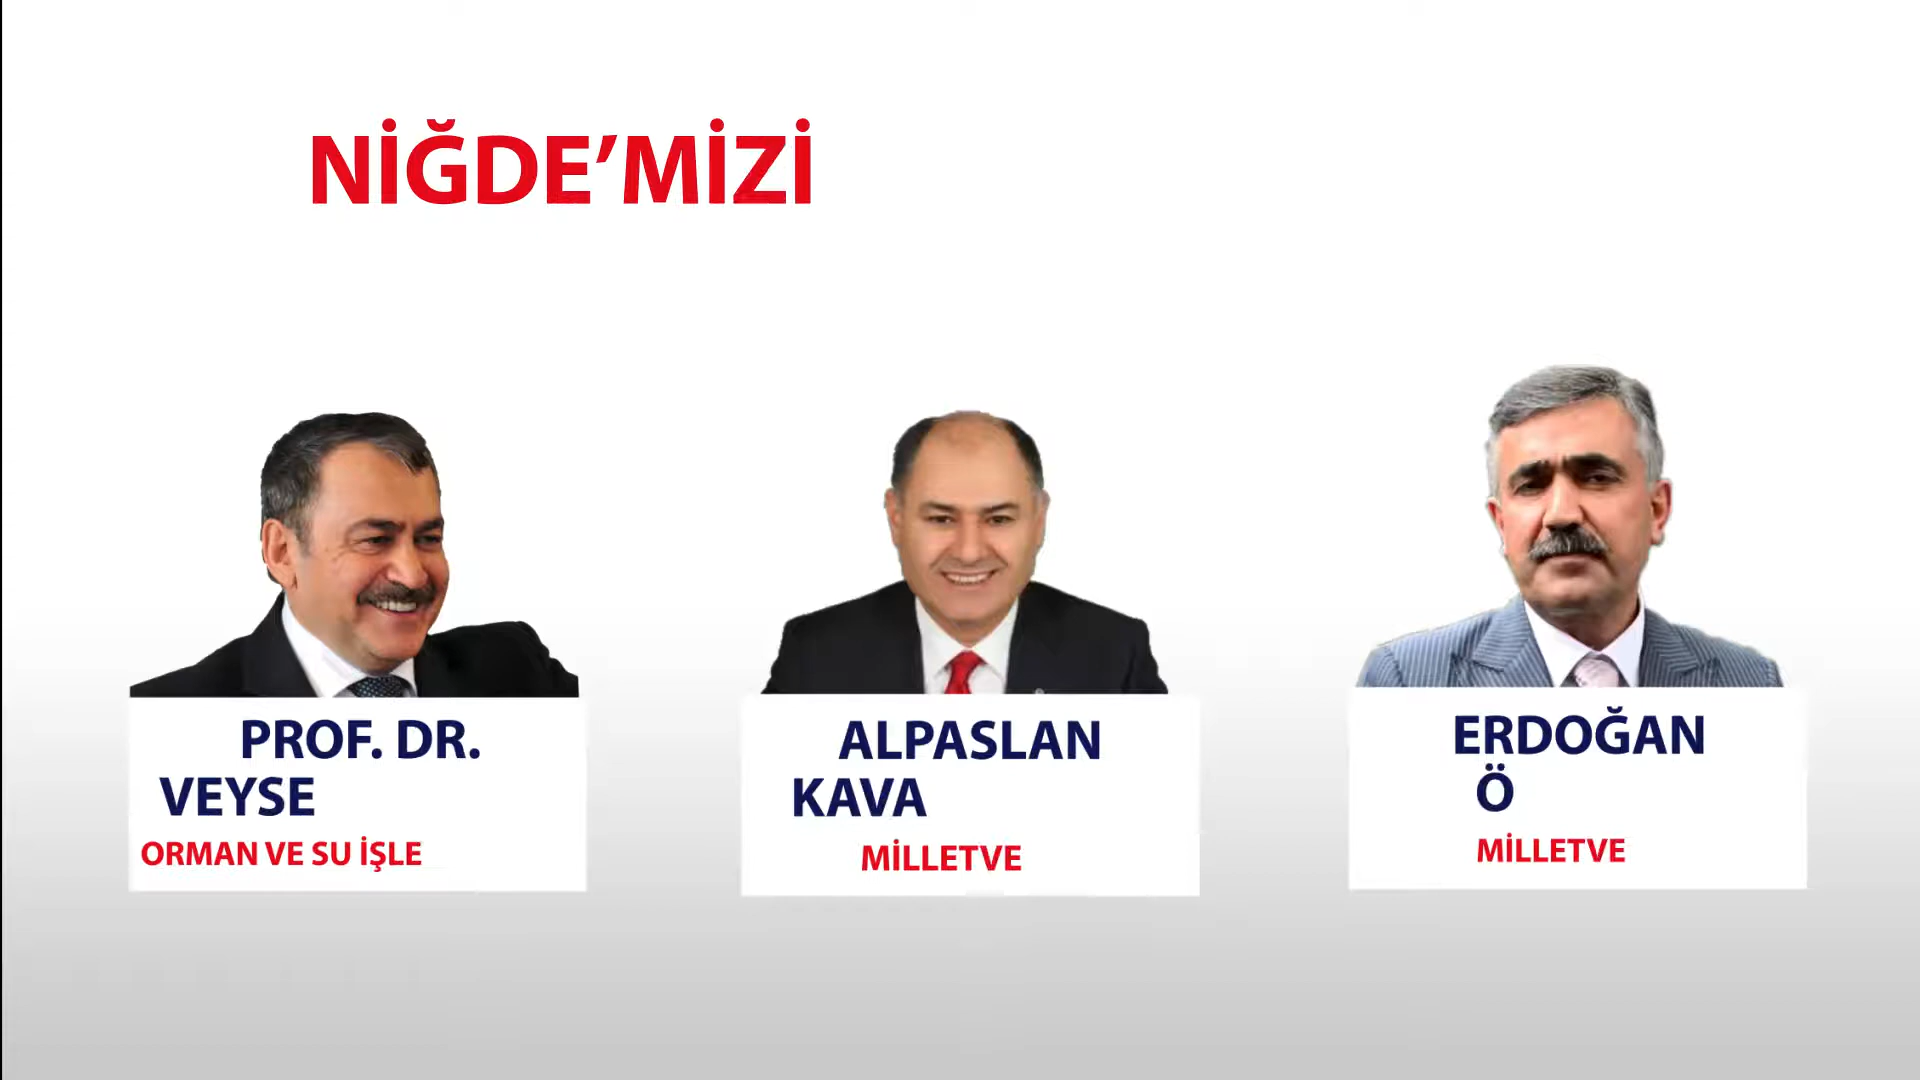 NİĞDE’MİZİ
PROF. DR.
VEYSE
ORMAN VE SU İŞLE
ALPASLAN
KAVA
MİLLETVE
ERDOĞAN
Ö
MİLLETVE